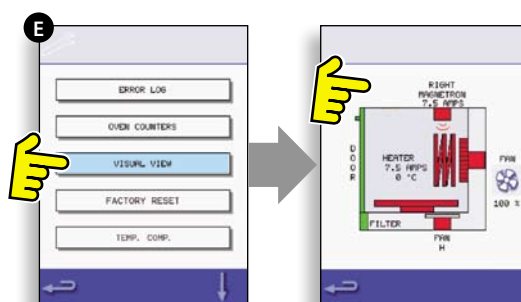 E
ERROR LOG
OVEN COUNTERS
VISUAL VIEW
FACTORY RESET
TEMP. COMP.
RIGHT
MAGNETRON
7.5 AMPS
DOOR
HEATER
7.5 AMPS
0 °C
FAN
100 %
FILTER
FAN
H